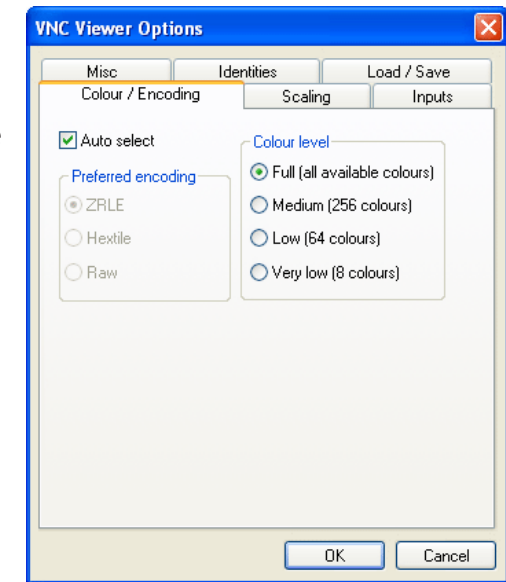 VNC Viewer Options
Misc Identities Load / Save
Colour / Encoding Scaling Inputs
Auto select
Preferred encoding
ZRLE
Hextile
Raw
Colour level
Full (all available colours)
Medium (256 colours)
Low (64 colours)
Very low (8 colours)
OK Cancel